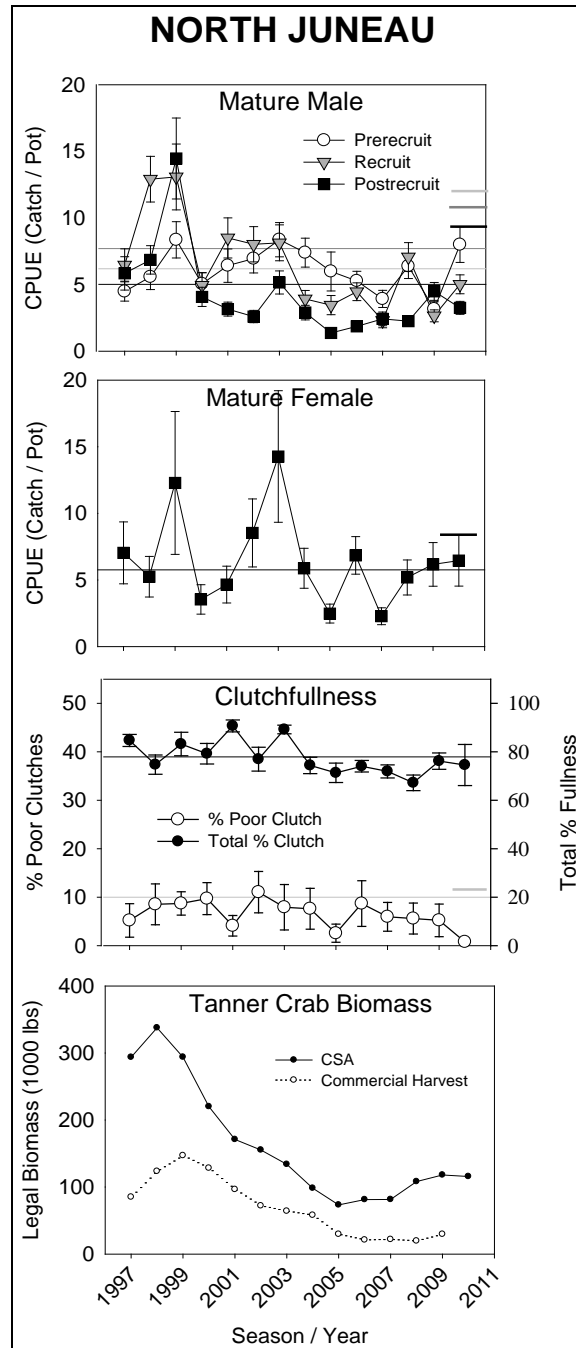 NORTH JUNEAU
Mature Male
Prerecruit
Recruit
Postrecruit
CPUE (Catch / Pot)
20
15
10
5
0
Mature Female
CPUE (Catch / Pot)
20
15
10
5
0
Clutchfullness
% Poor Clutch
Total % Clutch
% Poor Clutches
50
40
30
20
10
0
Total % Fullness
100
80
60
40
20
0
Tanner Crab Biomass
CSA
Commercial Harvest
Legal Biomass (1000 lbs)
400
300
200
100
0
1997 1999 2001 2003 2005 2007 2009 2011
Season / Year